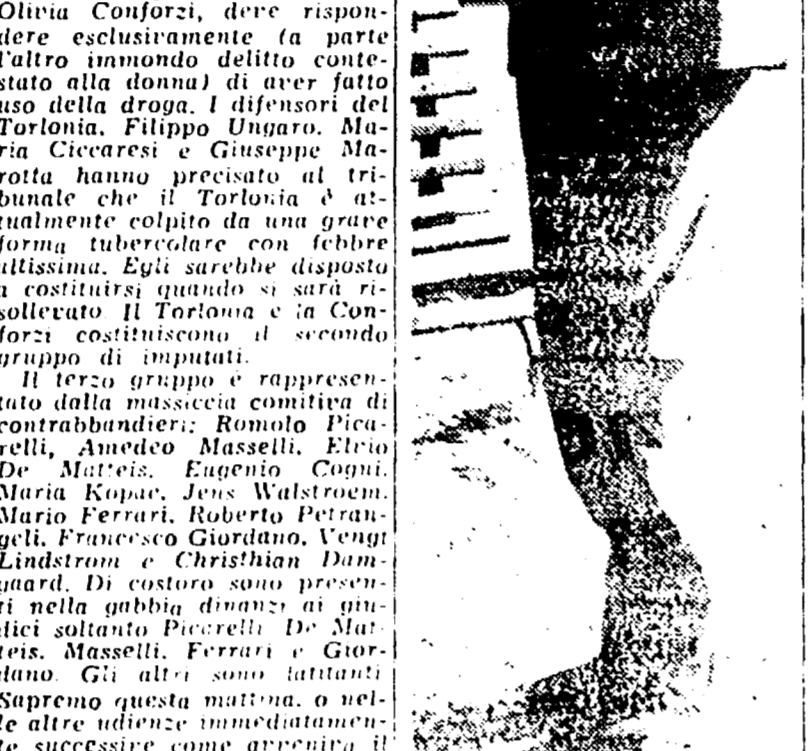 Olivia Conforzi, deve rispon-
dere esclusivamente (a parte
l'altro immondo delitto conte-
stato alla donna) di aver fatto
uso della droga. I difensori del
Torlonia, Filippo Ungaro, Ma-
ria Ciccaresi e Giuseppe Ma-
rotta hanno precisato al tri-
bunale che il Torlonia è at-
tualmente colpito da una grave
forma tubercolare con febbre
altissima. Egli sarebbe disposto
a costituirsi quando si sarà ri-
sollevato. Il Torlonia e la Con-
forzi costituiscono il secondo
gruppo di imputati.
Il terzo gruppo è rappresen-
tato dalla massiccia comitiva di
contrabbandieri: Romolo Pica-
relli, Amedeo Masselli, Elvio
De Matteis, Eugenio Cogni,
Maria Kopac, Jens Walstroem,
Mario Ferrari, Roberto Petran-
geli, Francesco Giordano, Vengt
Lindstrom e Christhian Dam-
gaard. Di costoro sono presen-
ti nella gabbia dinanzi ai giu-
dici soltanto Picarelli De Mat-
teis, Masselli, Ferrari e Gior-
dano. Gli altri sono latitanti
Sapremo questa mattina, o nel-
le altre udienze immediatamen-
te successive come avveniva il